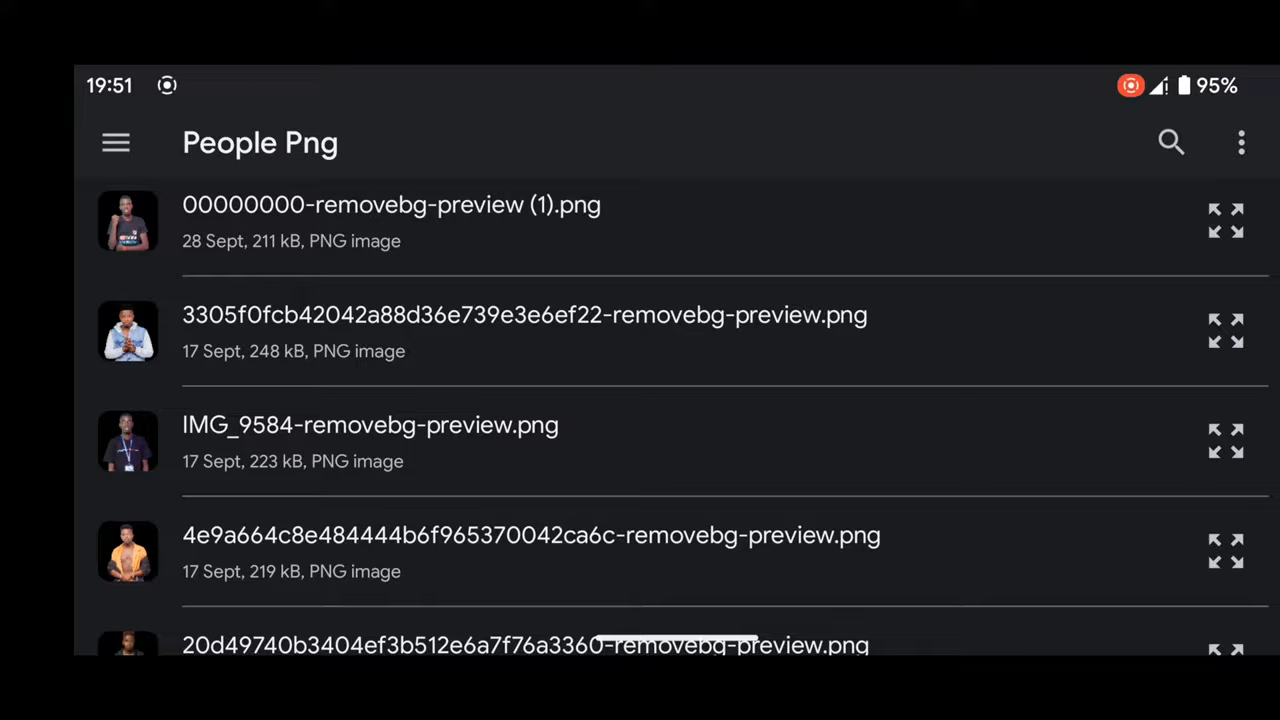 19:51
95%
People Png
00000000-removebg-preview (1).png
28 Sept, 211 kB, PNG image
3305f0fcb42042a88d36e739e3e6ef22-removebg-preview.png
17 Sept, 248 kB, PNG image
IMG_9584-removebg-preview.png
17 Sept, 223 kB, PNG image
4e9a664c8e484444b6f965370042ca6c-removebg-preview.png
17 Sept, 219 kB, PNG image
20d49740b3404ef3b512e6a7f76a3360-removebg-preview.png